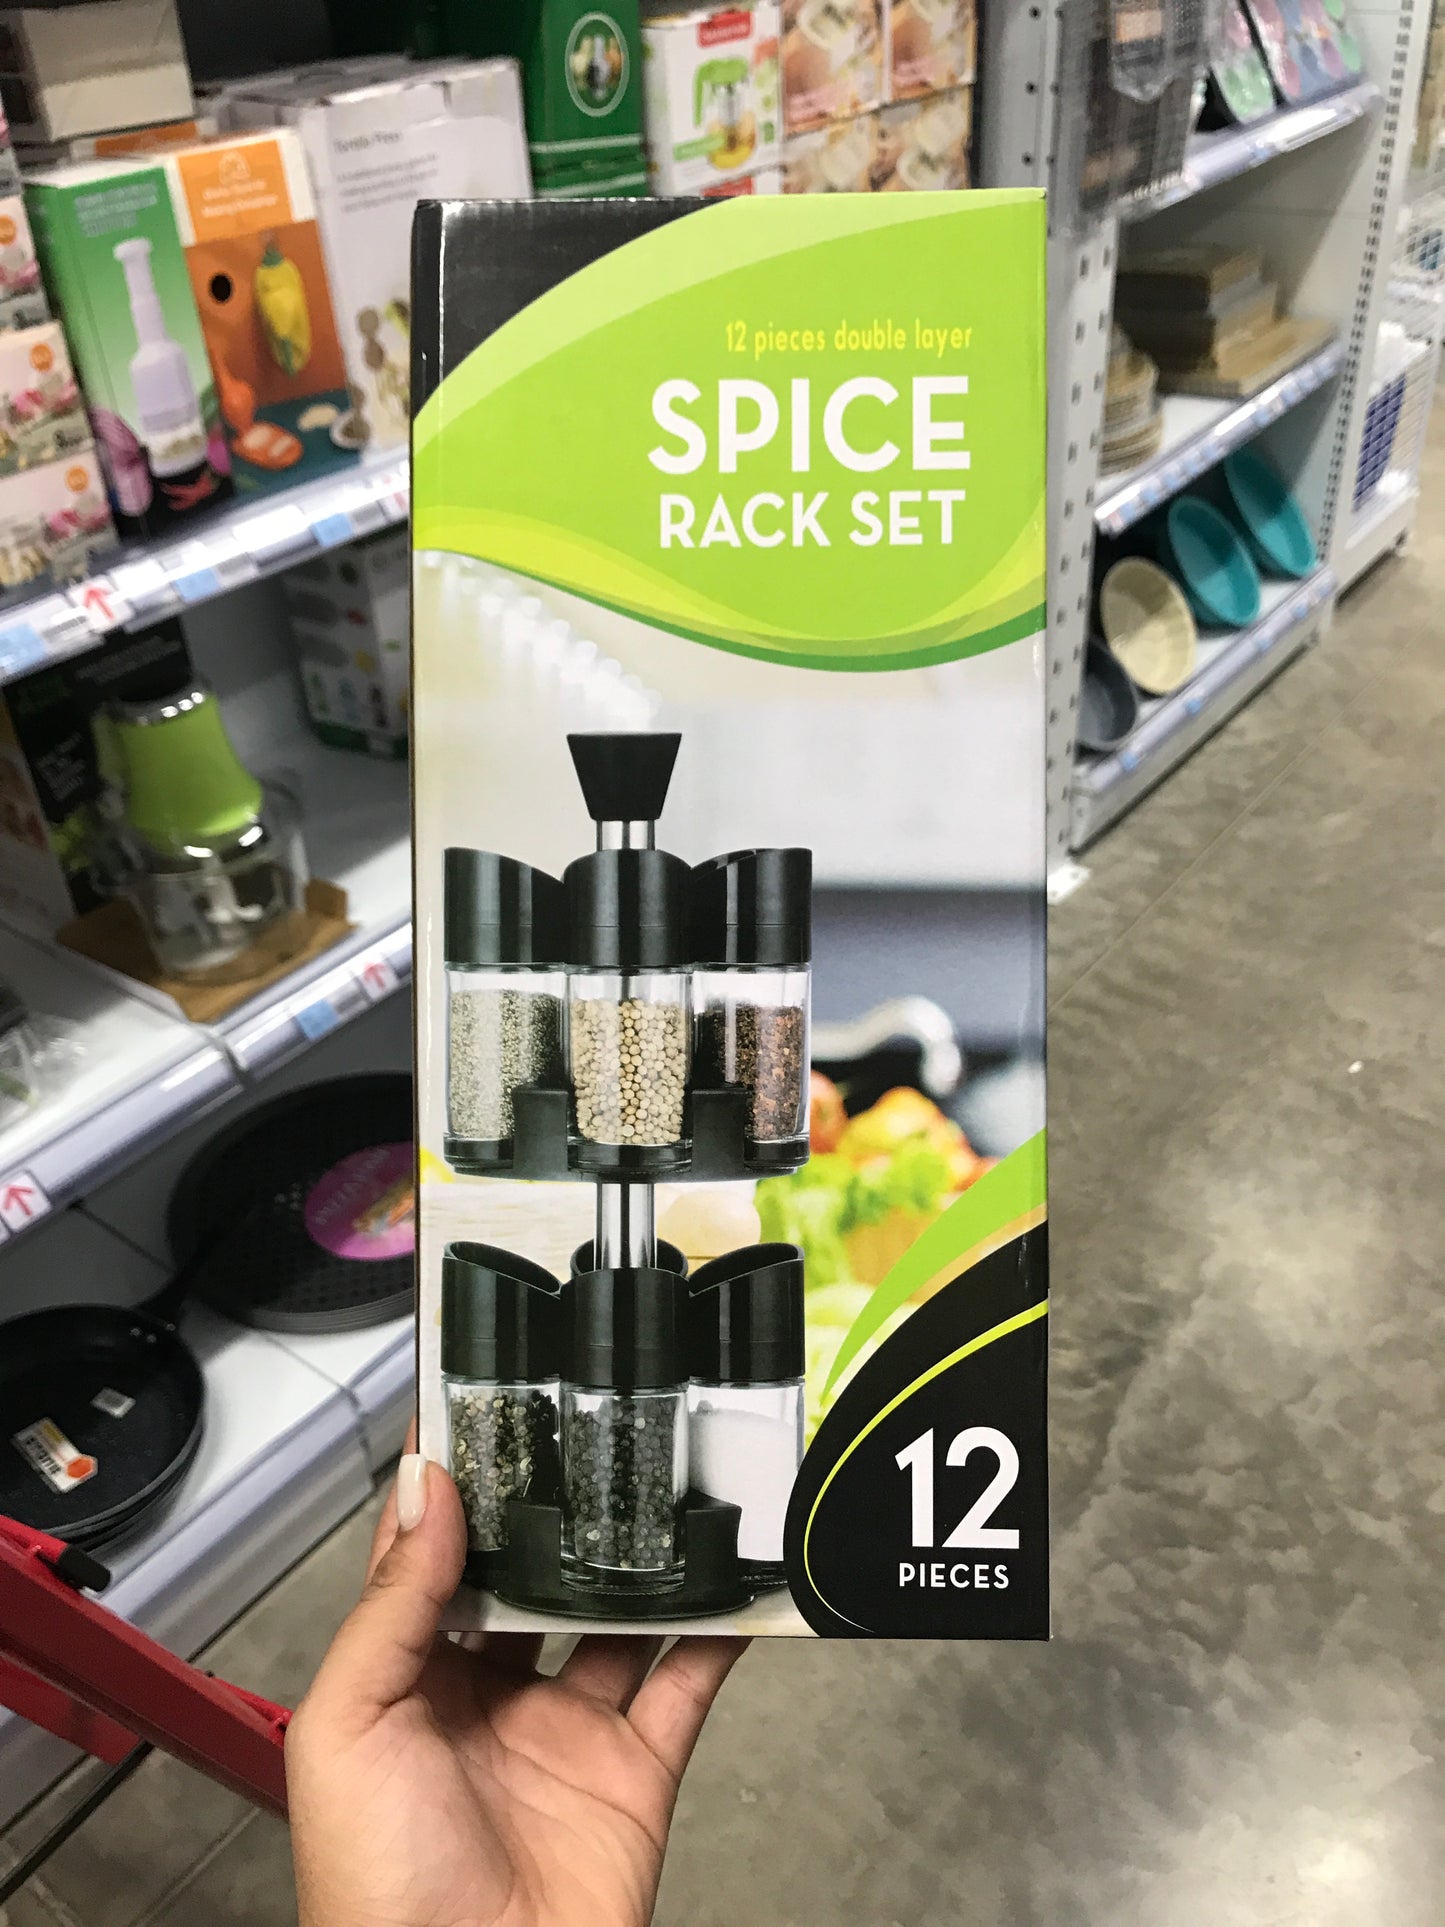 12 pieces double layer
SPICE
RACK SET
12
PIECES